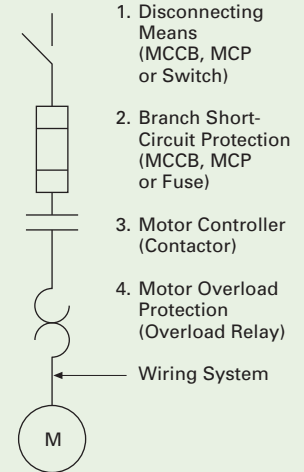 1. Disconnecting
Means
(MCCB, MCP
or Switch)
2. Branch Short-
Circuit Protection
(MCCB, MCP
or Fuse)
3. Motor Controller
(Contactor)
4. Motor Overload
Protection
(Overload Relay)
Wiring System
M